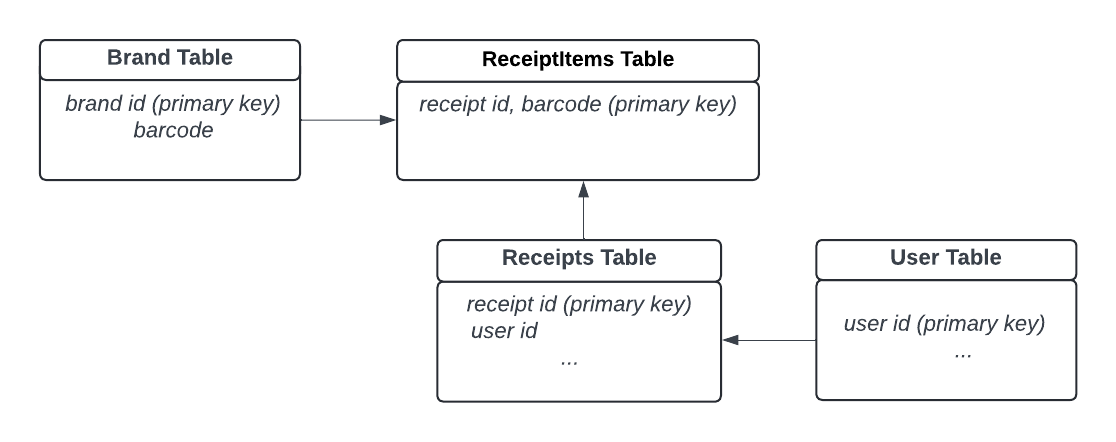 Brand Table
brand id (primary key)
barcode
ReceiptItems Table
receipt id, barcode (primary key)
Receipts Table
receipt id (primary key)
user id
...
User Table
user id (primary key)
...